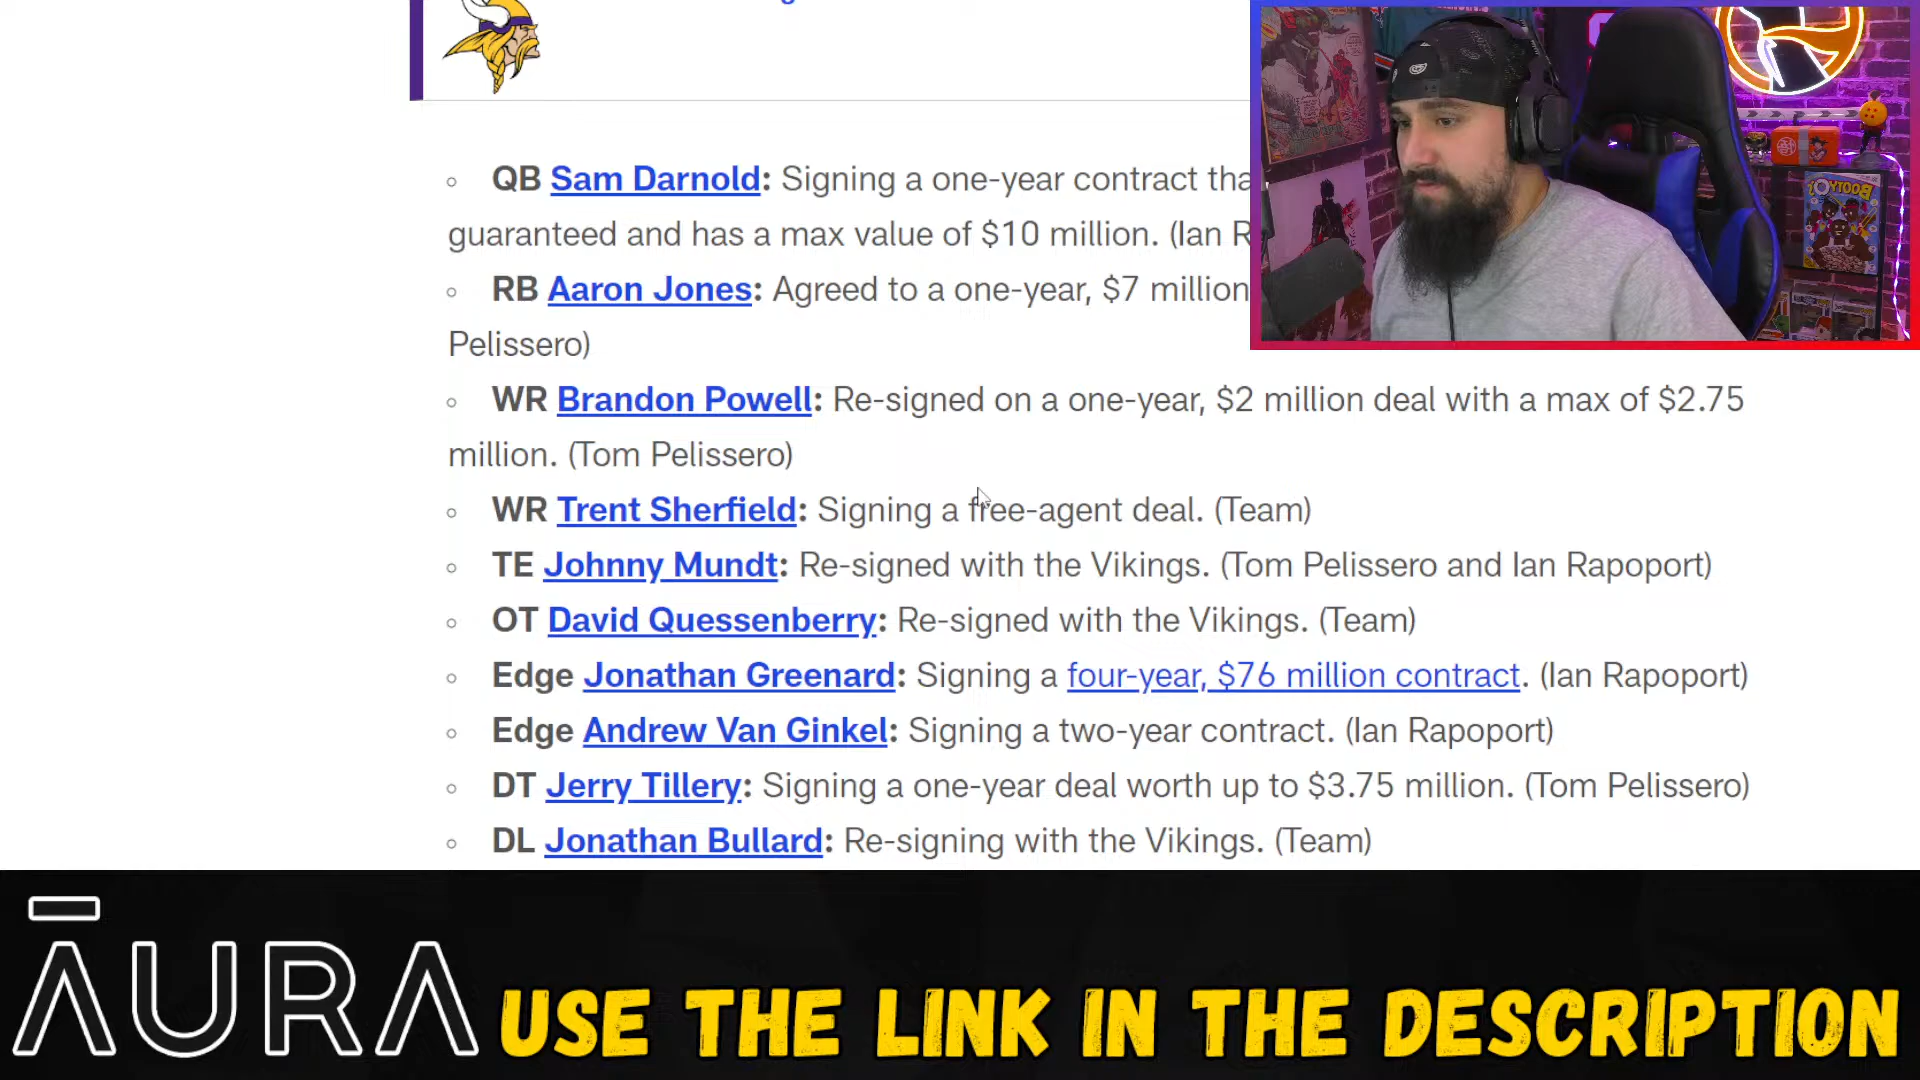 QB Sam Darnold: Signing a one-year contract tha
guaranteed and has a max value of $10 million. (Ian R
RB Aaron Jones: Agreed to a one-year, $7 million
Pelissero)
WR Brandon Powell: Re-signed on a one-year, $2 million deal with a max of $2.75
million. (Tom Pelissero)
WR Trent Sherfield: Signing a free-agent deal. (Team)
TE Johnny Mundt: Re-signed with the Vikings. (Tom Pelissero and Ian Rapoport)
OT David Quessenberry: Re-signed with the Vikings. (Team)
Edge Jonathan Greenard: Signing a four-year, $76 million contract. (Ian Rapoport)
Edge Andrew Van Ginkel: Signing a two-year contract. (Ian Rapoport)
DT Jerry Tillery: Signing a one-year deal worth up to $3.75 million. (Tom Pelissero)
DL Jonathan Bullard: Re-signing with the Vikings. (Team)
ĀURA USE THE LINK IN THE DESCRIPTION